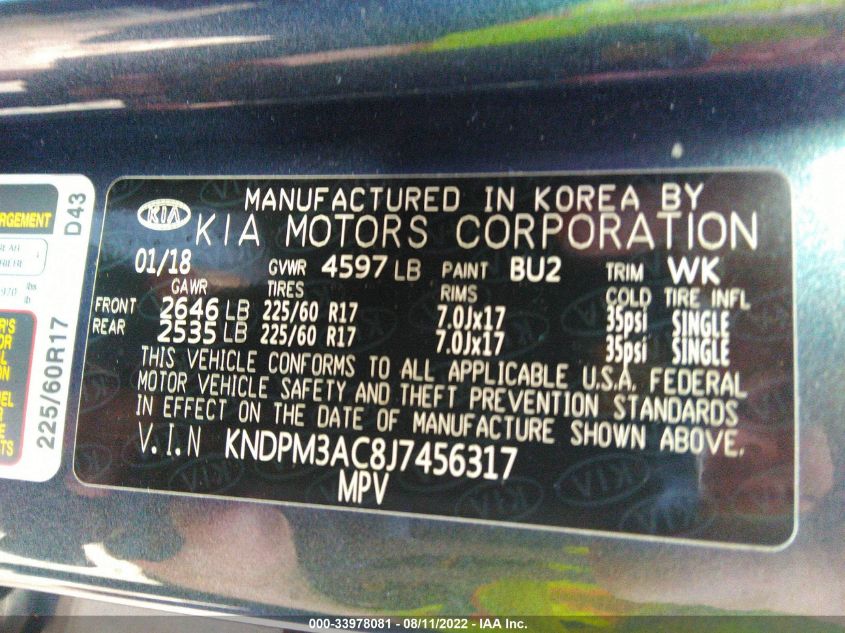 RGEMENT
D43
225/60R17
KIA
MANUFACTURED IN KOREA BY
KIA MOTORS CORPORATION
01/18 GVWR 4597 LB PAINT BU2 TRIM WK
GAWR TIRES RIMS COLD TIRE INFL
FRONT 2646 LB 225/60 R17 7.0Jx17 35psi SINGLE
REAR 2535 LB 225/60 R17 7.0Jx17 35psi SINGLE
THIS VEHICLE CONFORMS TO ALL APPLICABLE U.S.A. FEDERAL
MOTOR VEHICLE SAFETY AND THEFT PREVENTION STANDARDS
IN EFFECT ON THE DATE OF MANUFACTURE SHOWN ABOVE.
V.I.N KNDPM3AC8J7456317
MPV
000-33978081 - 08/11/2022 - IAA Inc.